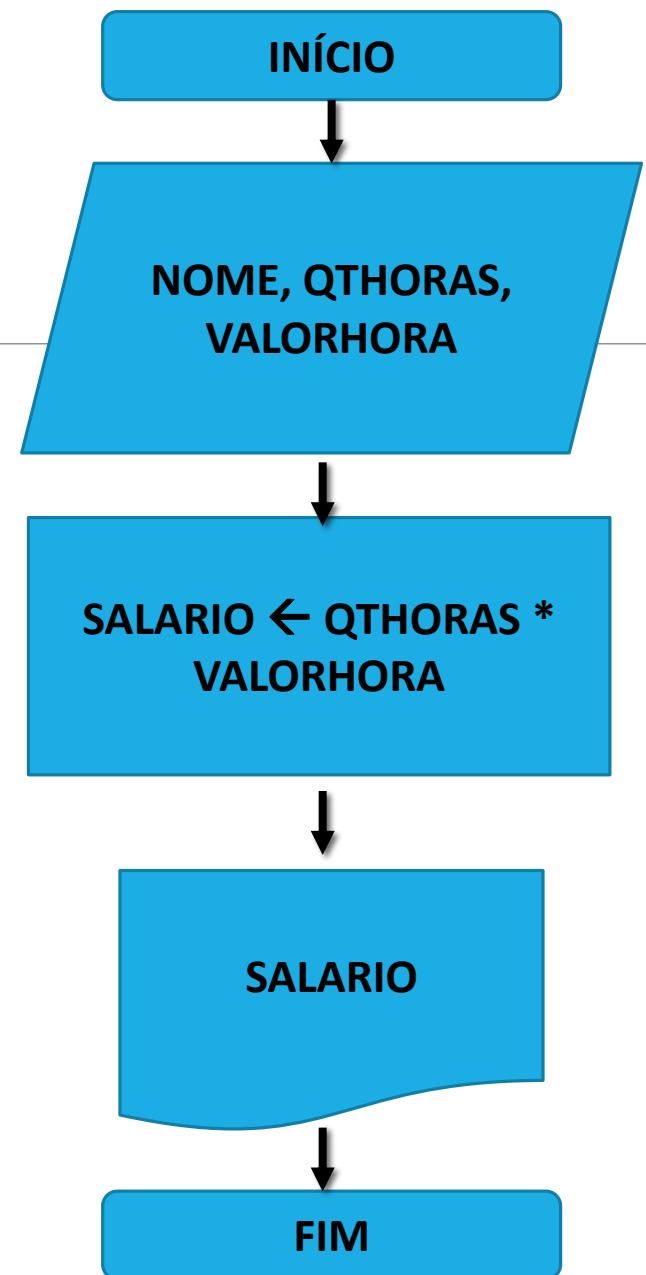 INÍCIO
NOME, QTHORAS,
VALORHORA
SALARIO ← QTHORAS *
VALORHORA
SALARIO
FIM